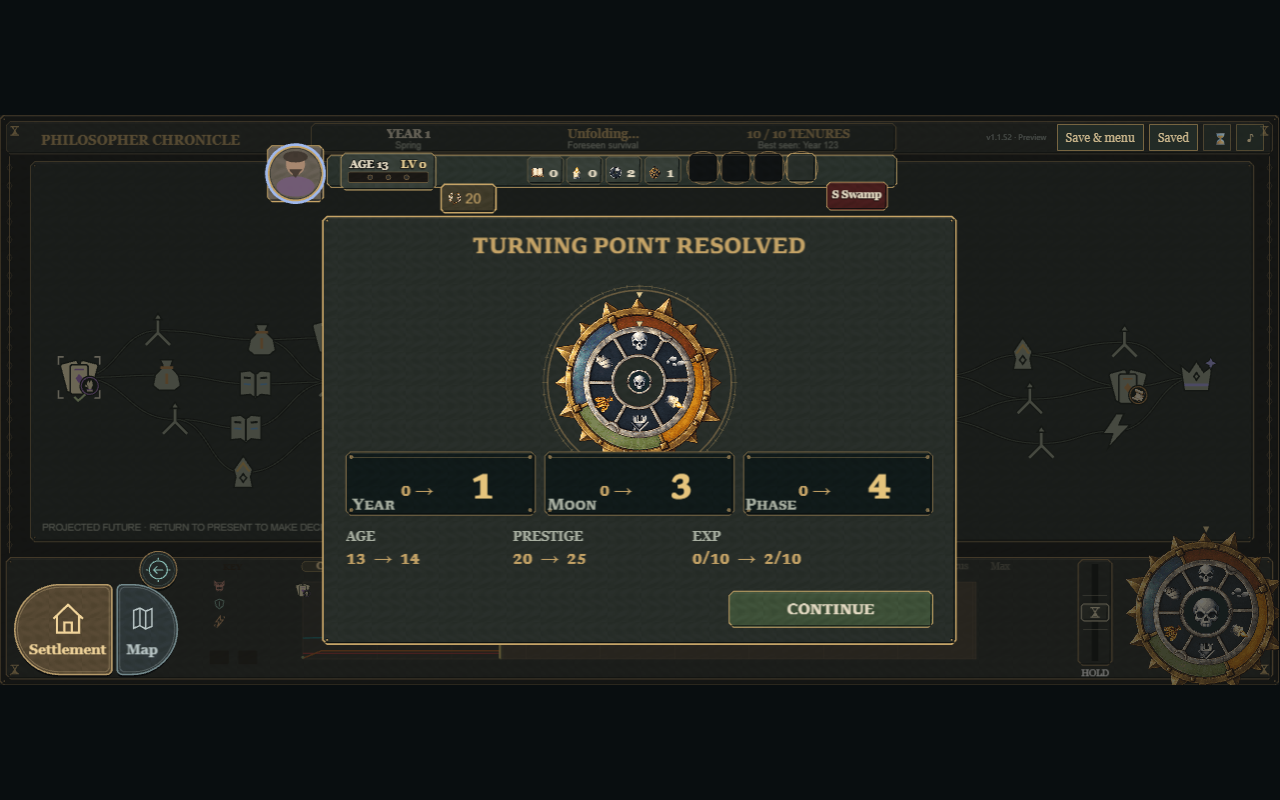 PHILOSOPHER CHRONICLE
YEAR 1
Spring
Unfolding...
Foreseen survival
10 / 10 TENURES
Best seen: Year 123
v1.1.52 · Preview
Save & menu
Saved
AGE 13 LV 0
0
0
2
1
20
S Swamp
TURNING POINT RESOLVED
YEAR
0 → 1
MOON
0 → 3
PHASE
0 → 4
AGE
13 → 14
PRESTIGE
20 → 25
EXP
0/10 → 2/10
CONTINUE
PROJECTED FUTURE · RETURN TO PRESENT TO MAKE DECI
Settlement
Map
Max
HOLD